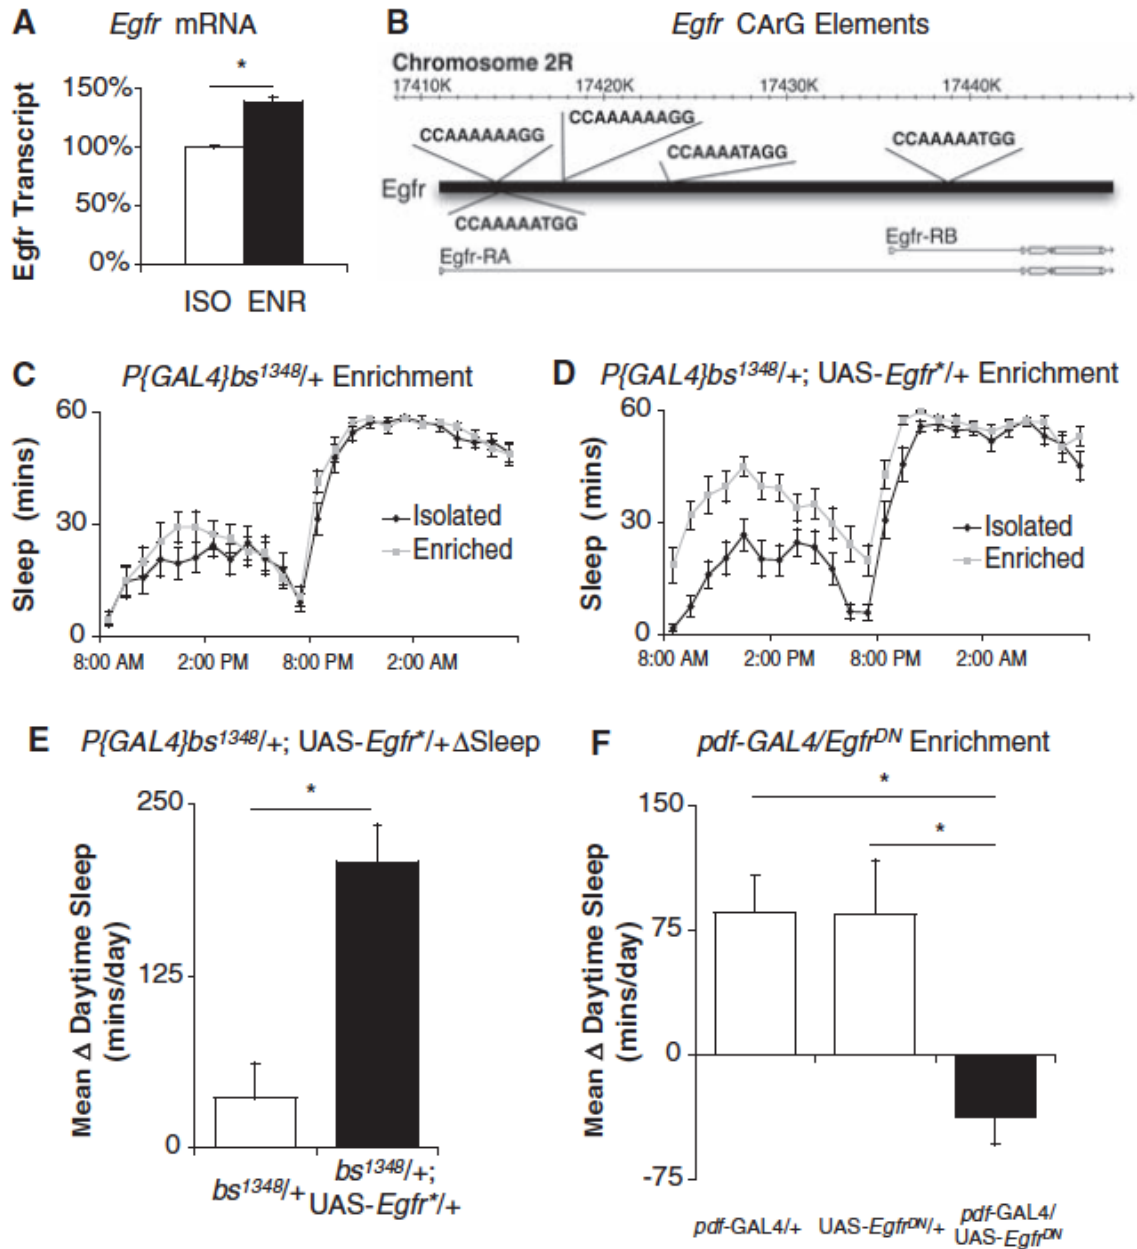 A
Egfr mRNA
Egfr Transcript
150%
100%
50%
0%
*
ISO ENR
B
Egfr CArG Elements
Chromosome 2R
17410K 17420K 17430K 17440K
CCAAAAAAGG
CCAAAAAAGG
CCAAAATAGG
CCAAAAATGG
Egfr
CCAAAAATGG
Egfr-RB
Egfr-RA
C
P{GAL4}bs¹³⁴⁸/+ Enrichment
Sleep (mins)
60
30
0
Isolated
Enriched
8:00 AM 2:00 PM 8:00 PM 2:00 AM
D
P{GAL4}bs¹³⁴⁸/+; UAS-Egfr*/+ Enrichment
Sleep (mins)
60
30
0
Isolated
Enriched
8:00 AM 2:00 PM 8:00 PM 2:00 AM
E
P{GAL4}bs¹³⁴⁸/+; UAS-Egfr*/+ ΔSleep
Mean Δ Daytime Sleep
(mins/day)
250
125
0
*
bs¹³⁴⁸/+
bs¹³⁴⁸/+;
UAS-Egfr*/+
F
pdf-GAL4/Egfrᴰᴺ Enrichment
Mean Δ Daytime Sleep
(mins/day)
150
75
0
-75
*
*
pdf-GAL4/+
UAS-Egfrᴰᴺ/+
pdf-GAL4/
UAS-Egfrᴰᴺ